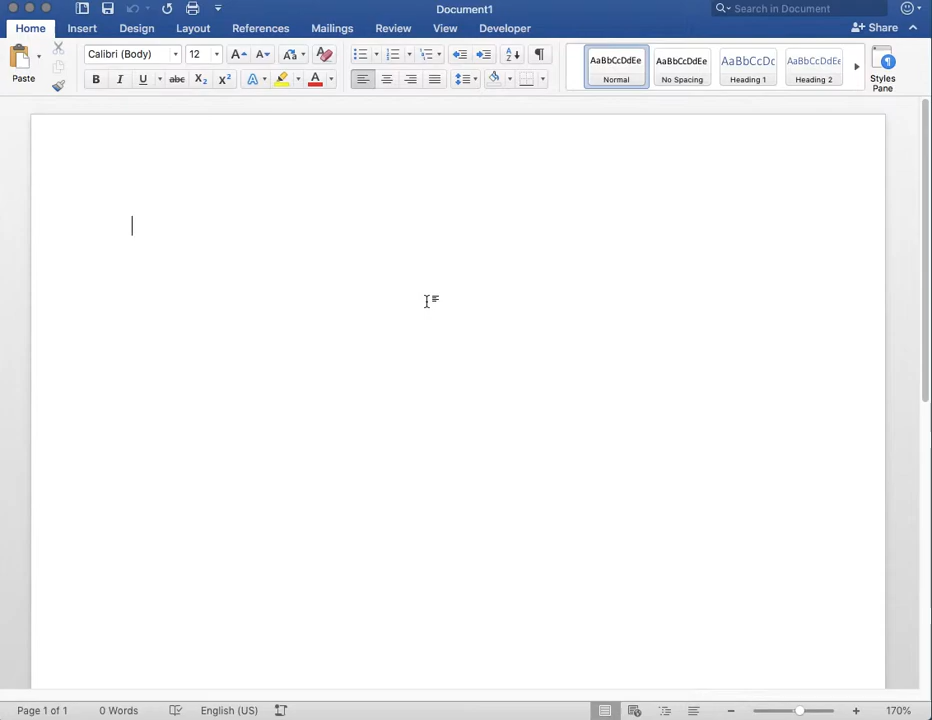 Document1
Search in Document
Home Insert Design Layout References Mailings Review View Developer Share
Paste
Calibri (Body) 12
AaBbCcDdEe AaBbCcDdEe AaBbCcDc AaBbCcDdEe
Normal No Spacing Heading 1 Heading 2
Styles
Pane
B I U abc X2 X2 A A
Page 1 of 1 0 Words English (US) 170%